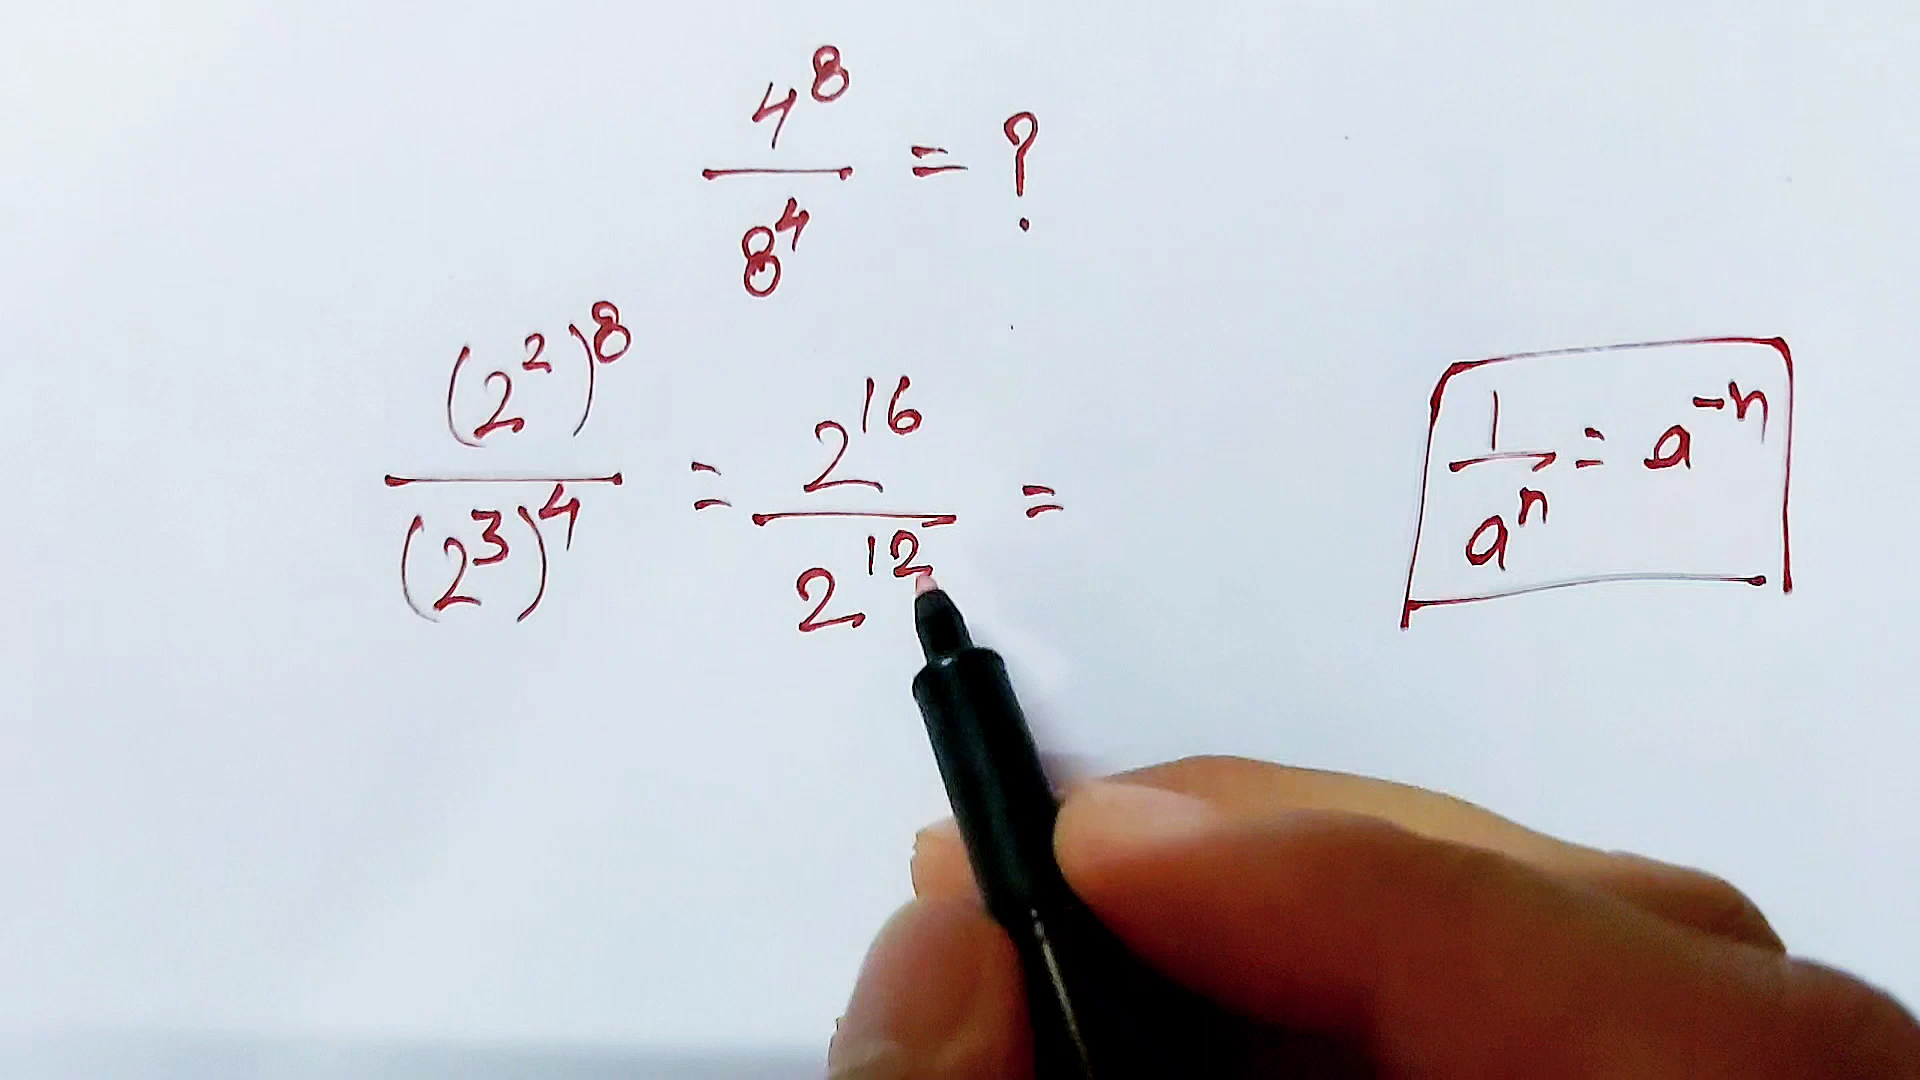 4^8 / 8^4 = ?
(2^2)^8 / (2^3)^4 = 2^16 / 2^12 =
1 / a^n = a^-n